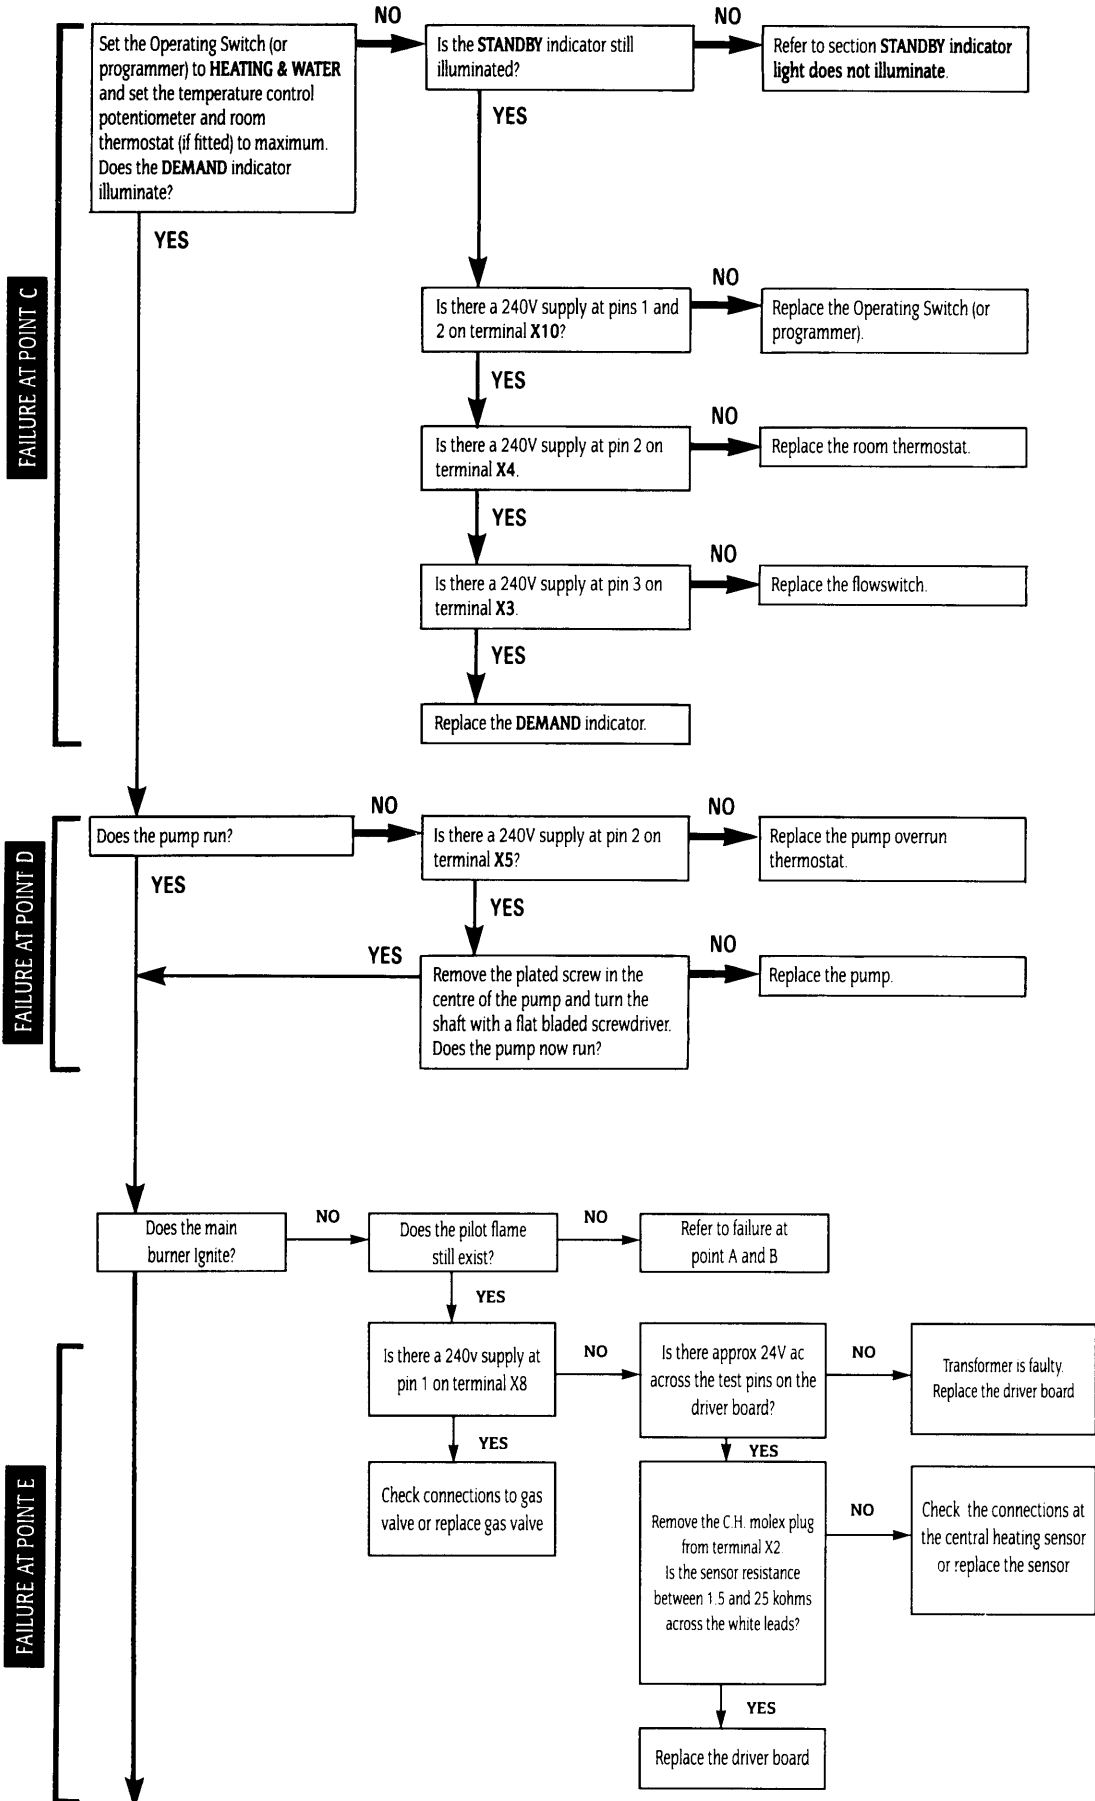 NO
NO
Set the Operating Switch (or
programmer) to HEATING & WATER
and set the temperature control
potentiometer and room
thermostat (if fitted) to maximum.
Does the DEMAND indicator
illuminate?
Is the STANDBY indicator still
illuminated?
Refer to section STANDBY indicator
light does not illuminate.
YES
YES
FAILURE AT POINT C
NO
Is there a 240V supply at pins 1 and
2 on terminal X10?
Replace the Operating Switch (or
programmer).
YES
NO
Is there a 240V supply at pin 2 on
terminal X4.
Replace the room thermostat.
YES
NO
Is there a 240V supply at pin 3 on
terminal X3.
Replace the flowswitch.
YES
Replace the DEMAND indicator.
FAILURE AT POINT D
Does the pump run?
NO
Is there a 240V supply at pin 2 on
terminal X5?
NO
Replace the pump overrun
thermostat.
YES
YES
YES
Remove the plated screw in the
centre of the pump and turn the
shaft with a flat bladed screwdriver.
Does the pump now run?
NO
Replace the pump.
Does the main
burner Ignite?
NO
Does the pilot flame
still exist?
NO
Refer to failure at
point A and B
YES
FAILURE AT POINT E
Is there a 240v supply at
pin 1 on terminal X8
NO
Is there approx 24V ac
across the test pins on the
driver board?
NO
Transformer is faulty.
Replace the driver board
YES
YES
Check connections to gas
valve or replace gas valve
Remove the C.H. molex plug
from terminal X2.
Is the sensor resistance
between 1.5 and 25 kohms
across the white leads?
NO
Check the connections at
the central heating sensor
or replace the sensor
YES
Replace the driver board